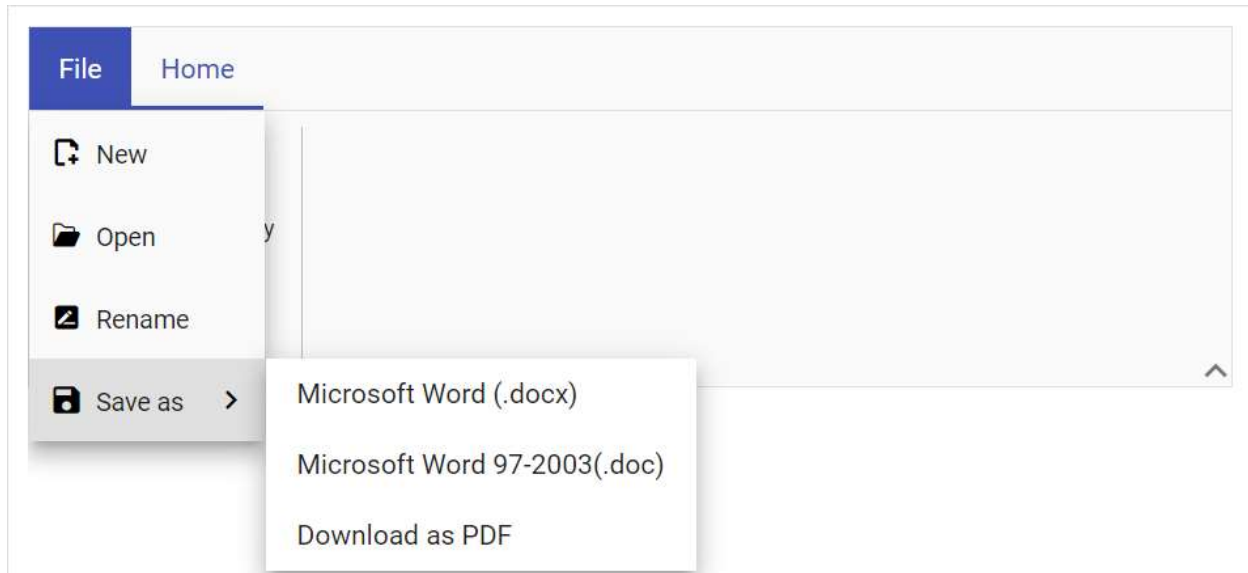 File Home
New
Open
y
Rename
Save as
Microsoft Word (.docx)
Microsoft Word 97-2003(.doc)
Download as PDF